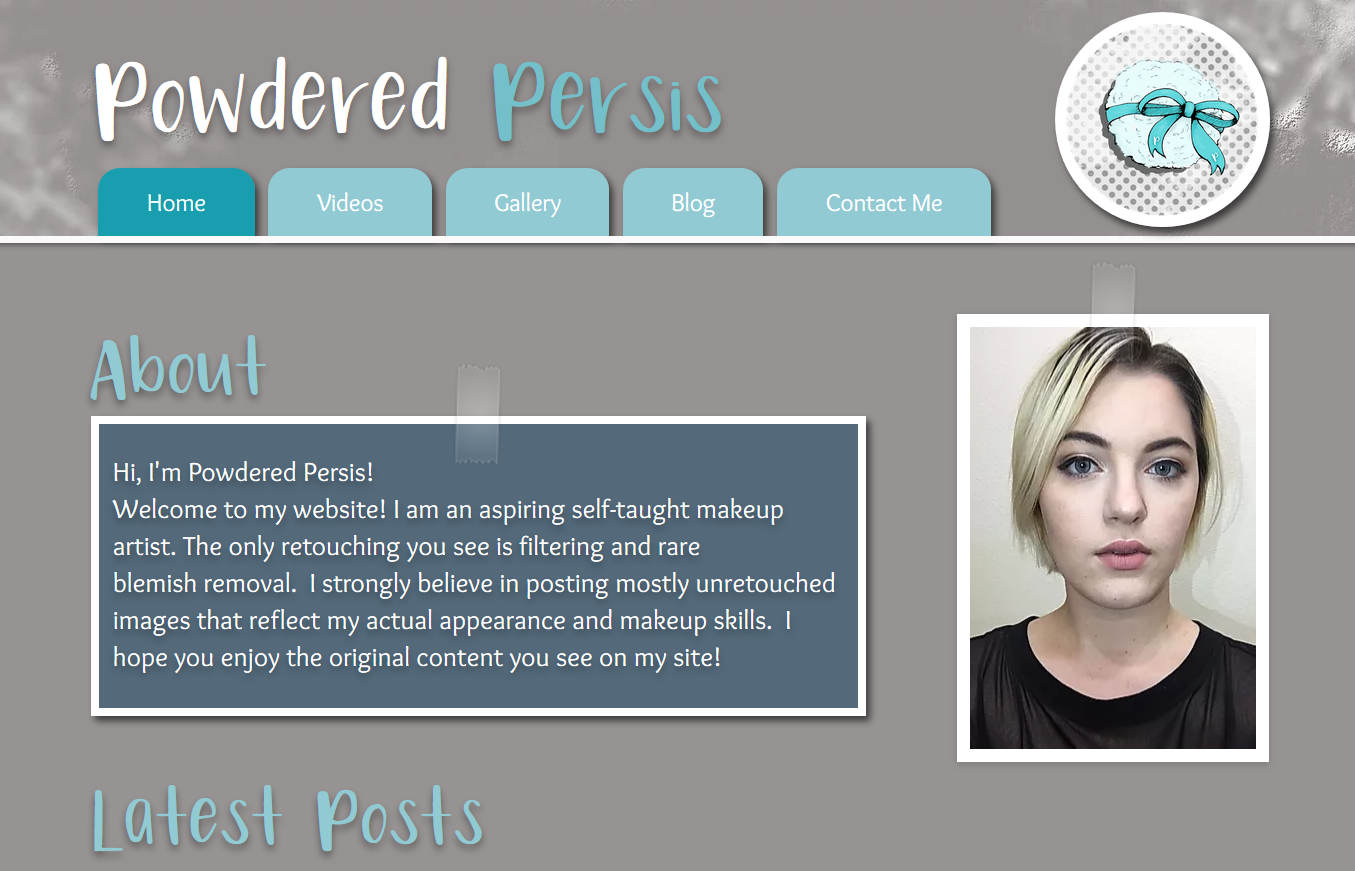 Powdered Persis
Home Videos Gallery Blog Contact Me
About
Hi, I'm Powdered Persis!
Welcome to my website! I am an aspiring self-taught makeup
artist. The only retouching you see is filtering and rare
blemish removal.  I strongly believe in posting mostly unretouched
images that reflect my actual appearance and makeup skills.  I
hope you enjoy the original content you see on my site!
Latest Posts